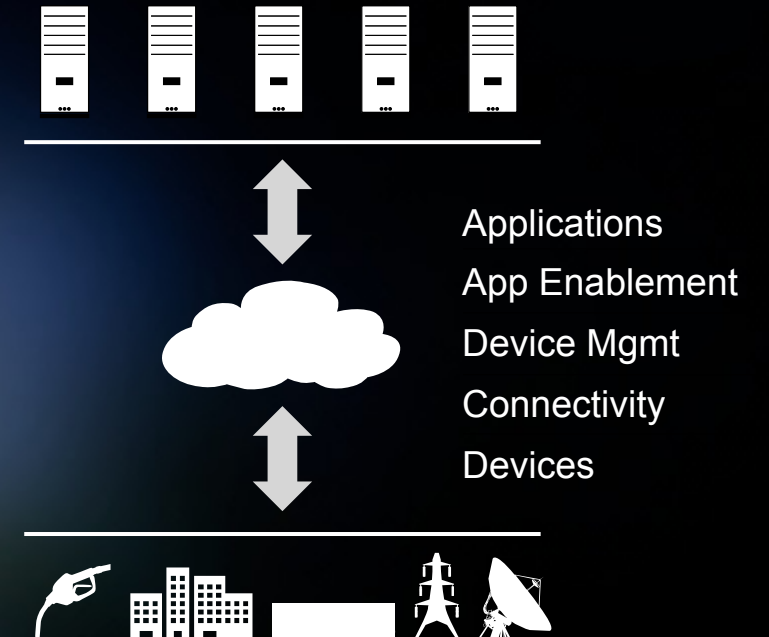 Applications
App Enablement
Device Mgmt
Connectivity
Devices